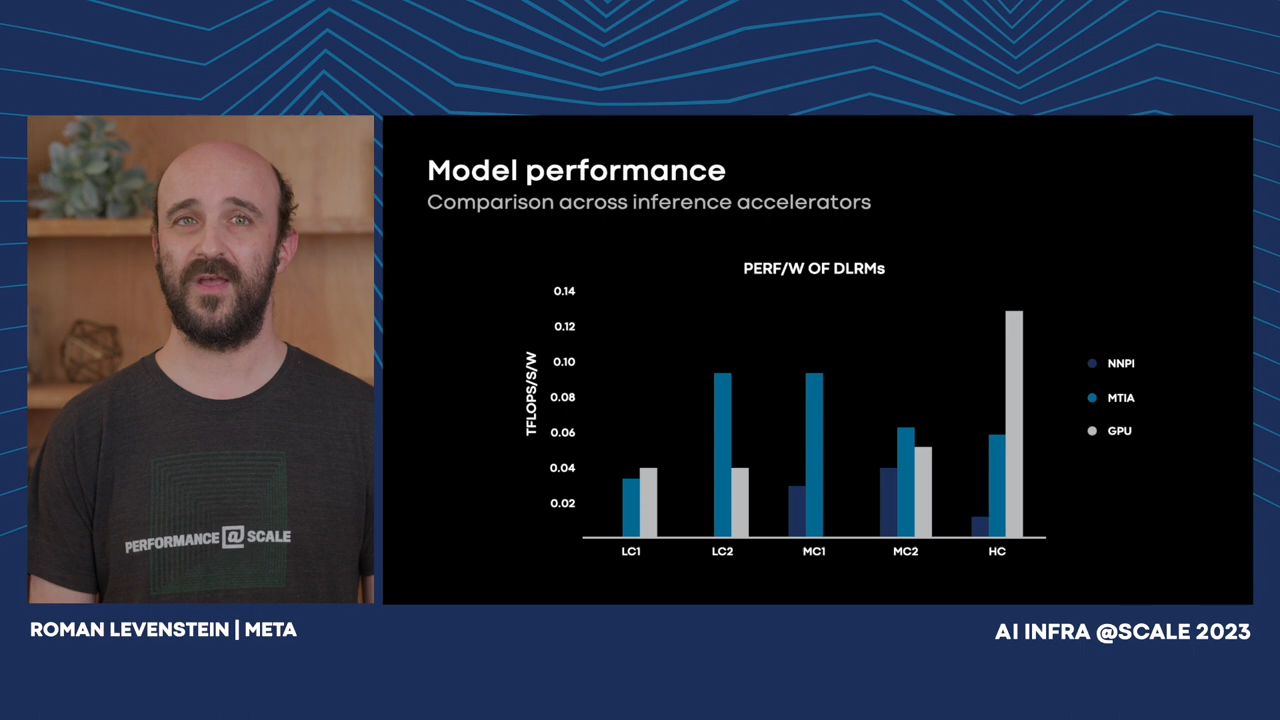 Model performance
Comparison across inference accelerators
PERF/W OF DLRMs
TFLOPS/S/W
0.14
0.12
0.10
0.08
0.06
0.04
0.02
LC1
LC2
MC1
MC2
HC
NNPI
MTIA
GPU
PERFORMANCE @ SCALE
ROMAN LEVENSTEIN | META
AI INFRA @SCALE 2023